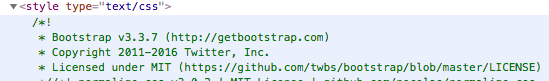 ▼<style type="text/css">
/*!
* Bootstrap v3.3.7 (http://getbootstrap.com)
* Copyright 2011-2016 Twitter, Inc.
* Licensed under MIT (https://github.com/twbs/bootstrap/blob/master/LICENSE)